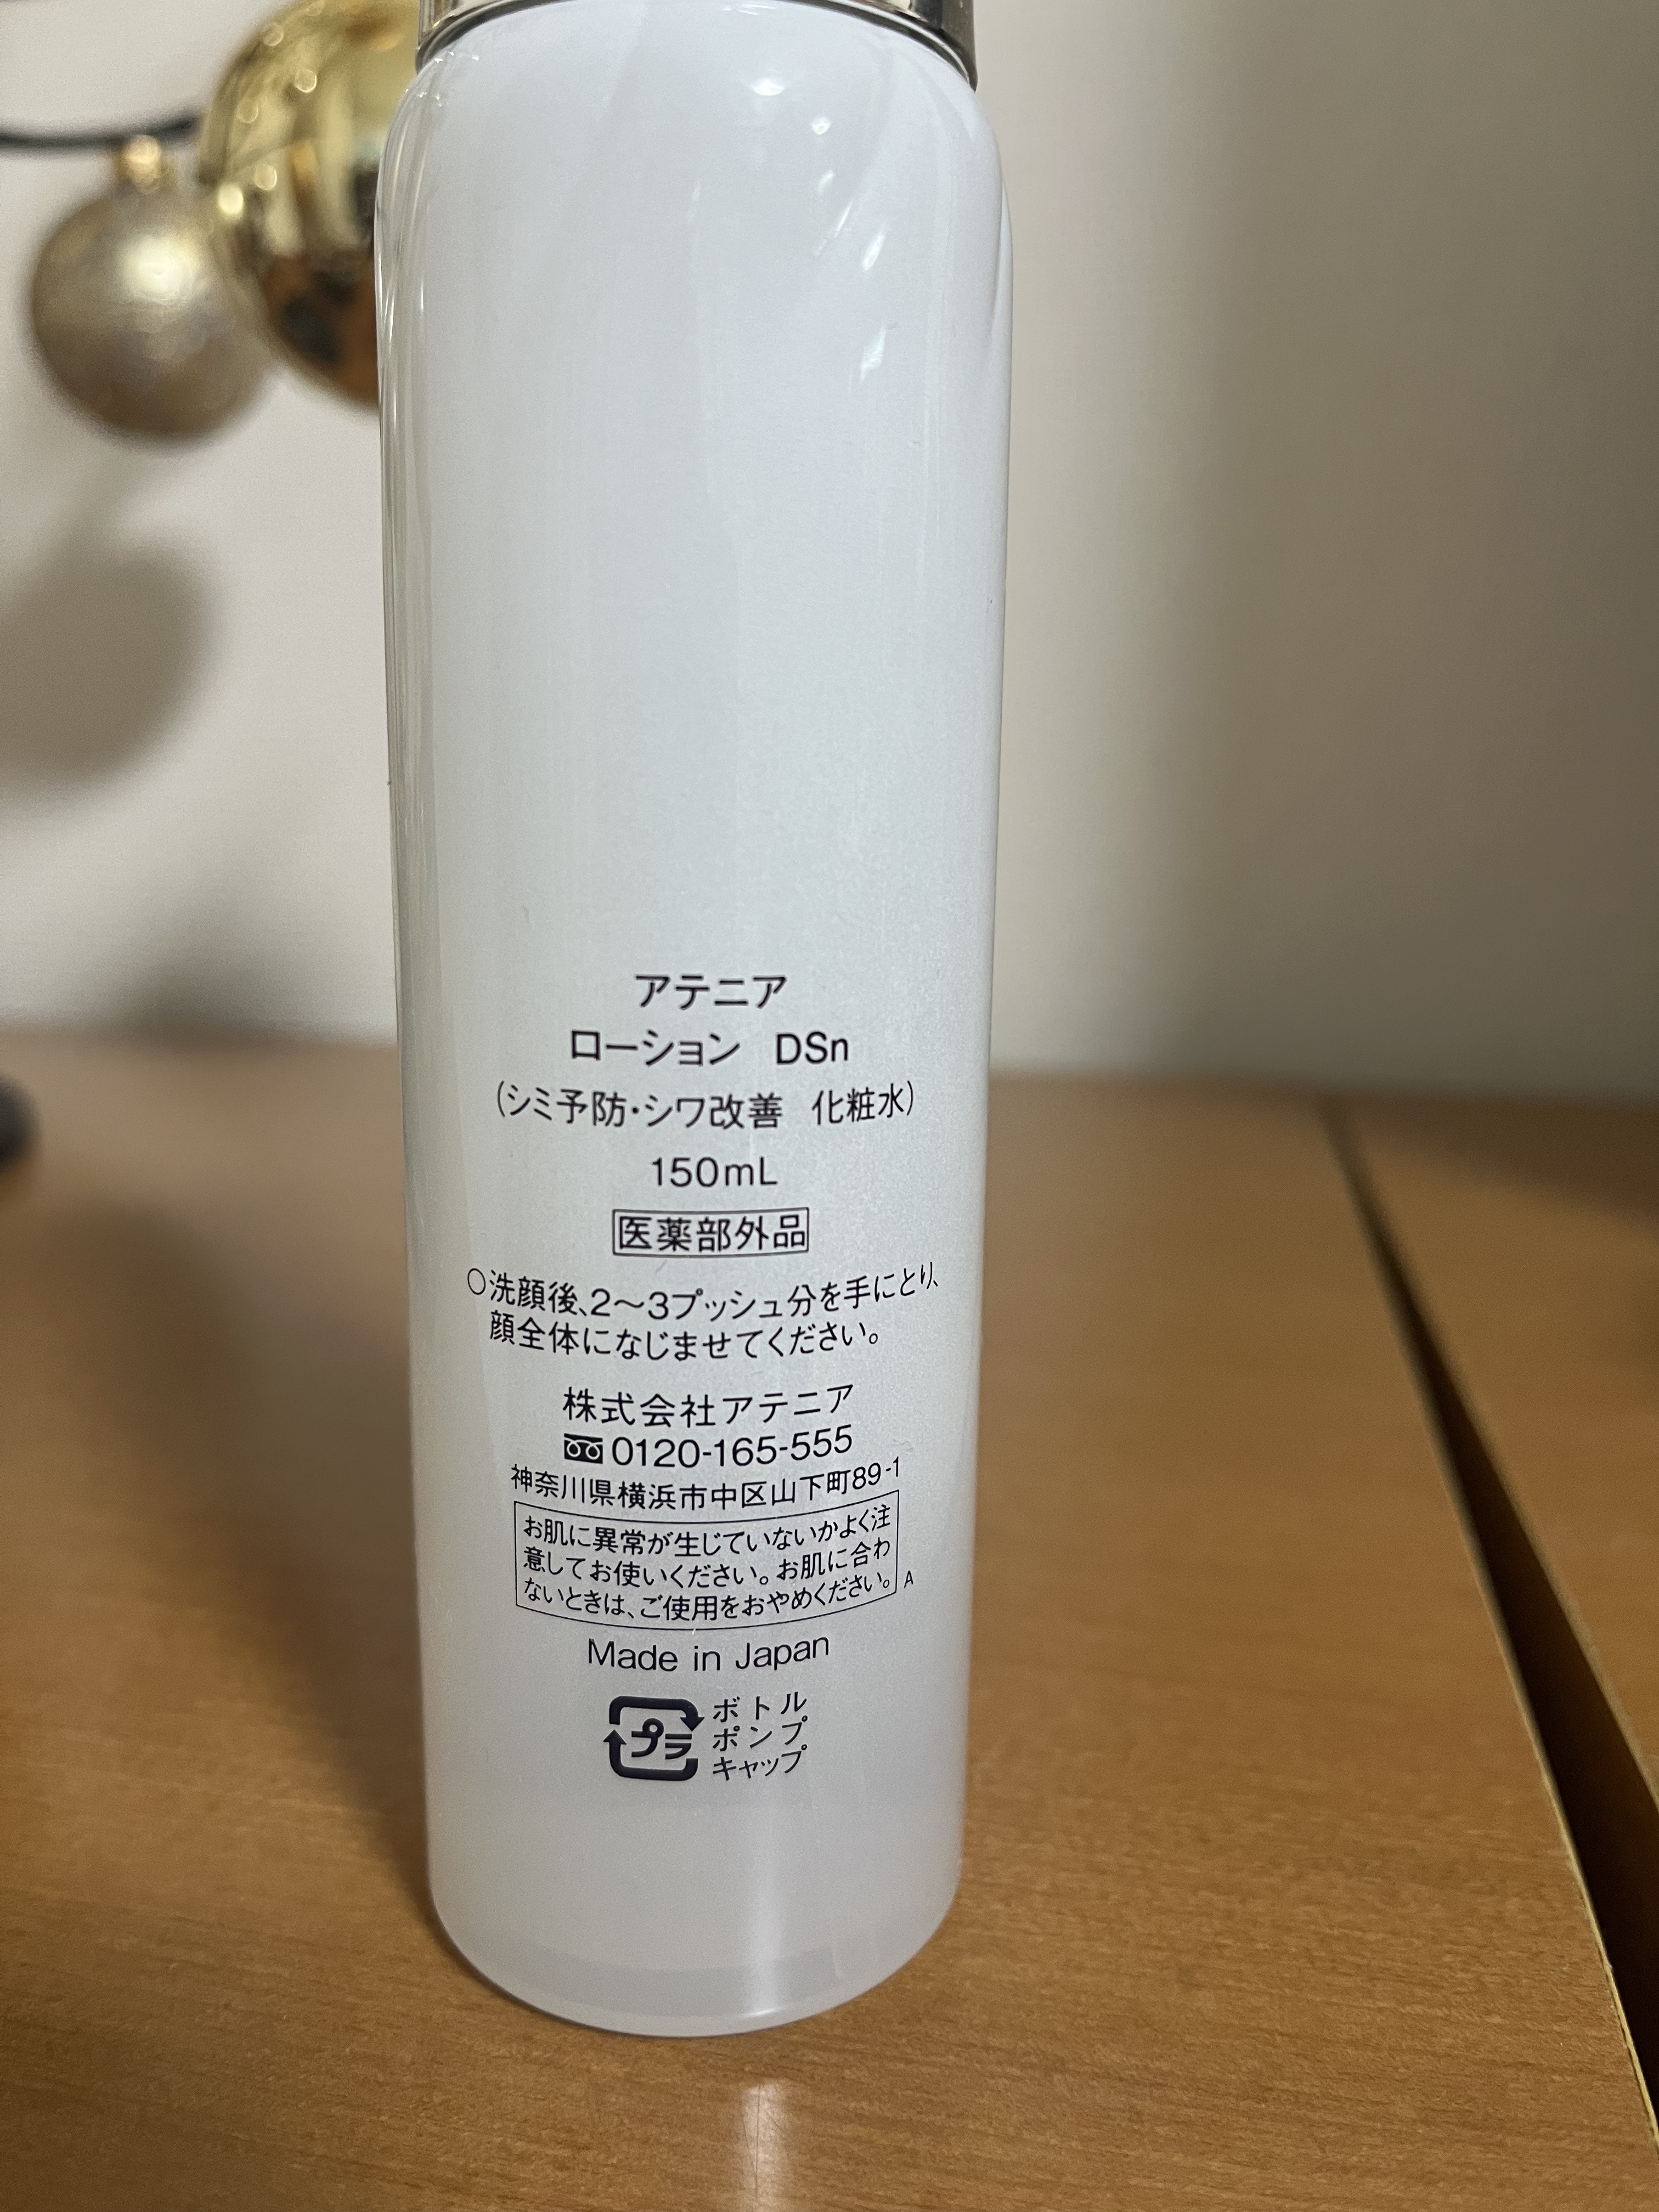 アテニア
ローション DSn
(シミ予防・シワ改善 化粧水)
150mL
医薬部外品
○洗顔後、2〜3プッシュ分を手にとり、
顔全体になじませてください。
株式会社アテニア
0120-165-555
神奈川県横浜市中区山下町89-1
お肌に異常が生じていないかよく注
意してお使いください。お肌に合わ
ないときは、ご使用をおやめください。 A
Made in Japan
プラ ボトル
ポンプ
キャップ